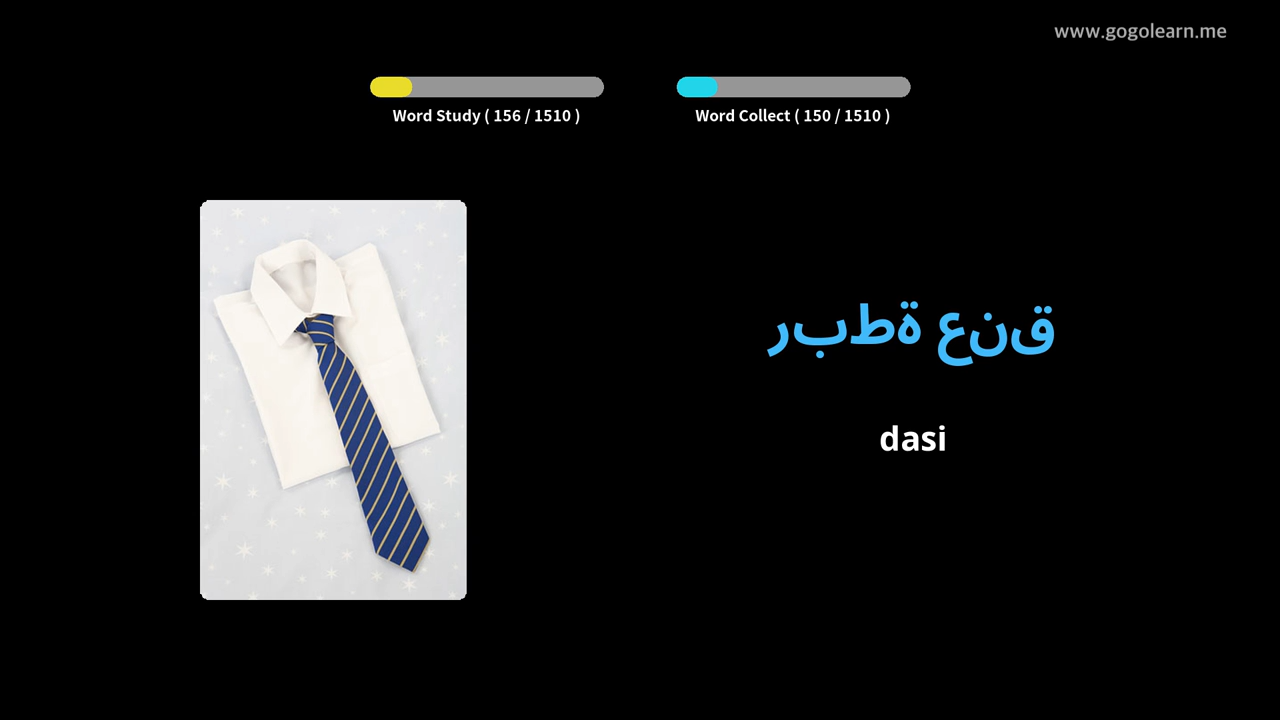 www.gogolearn.me
Word Study ( 156 / 1510 )
Word Collect ( 150 / 1510 )
ربطة عنق
dasi